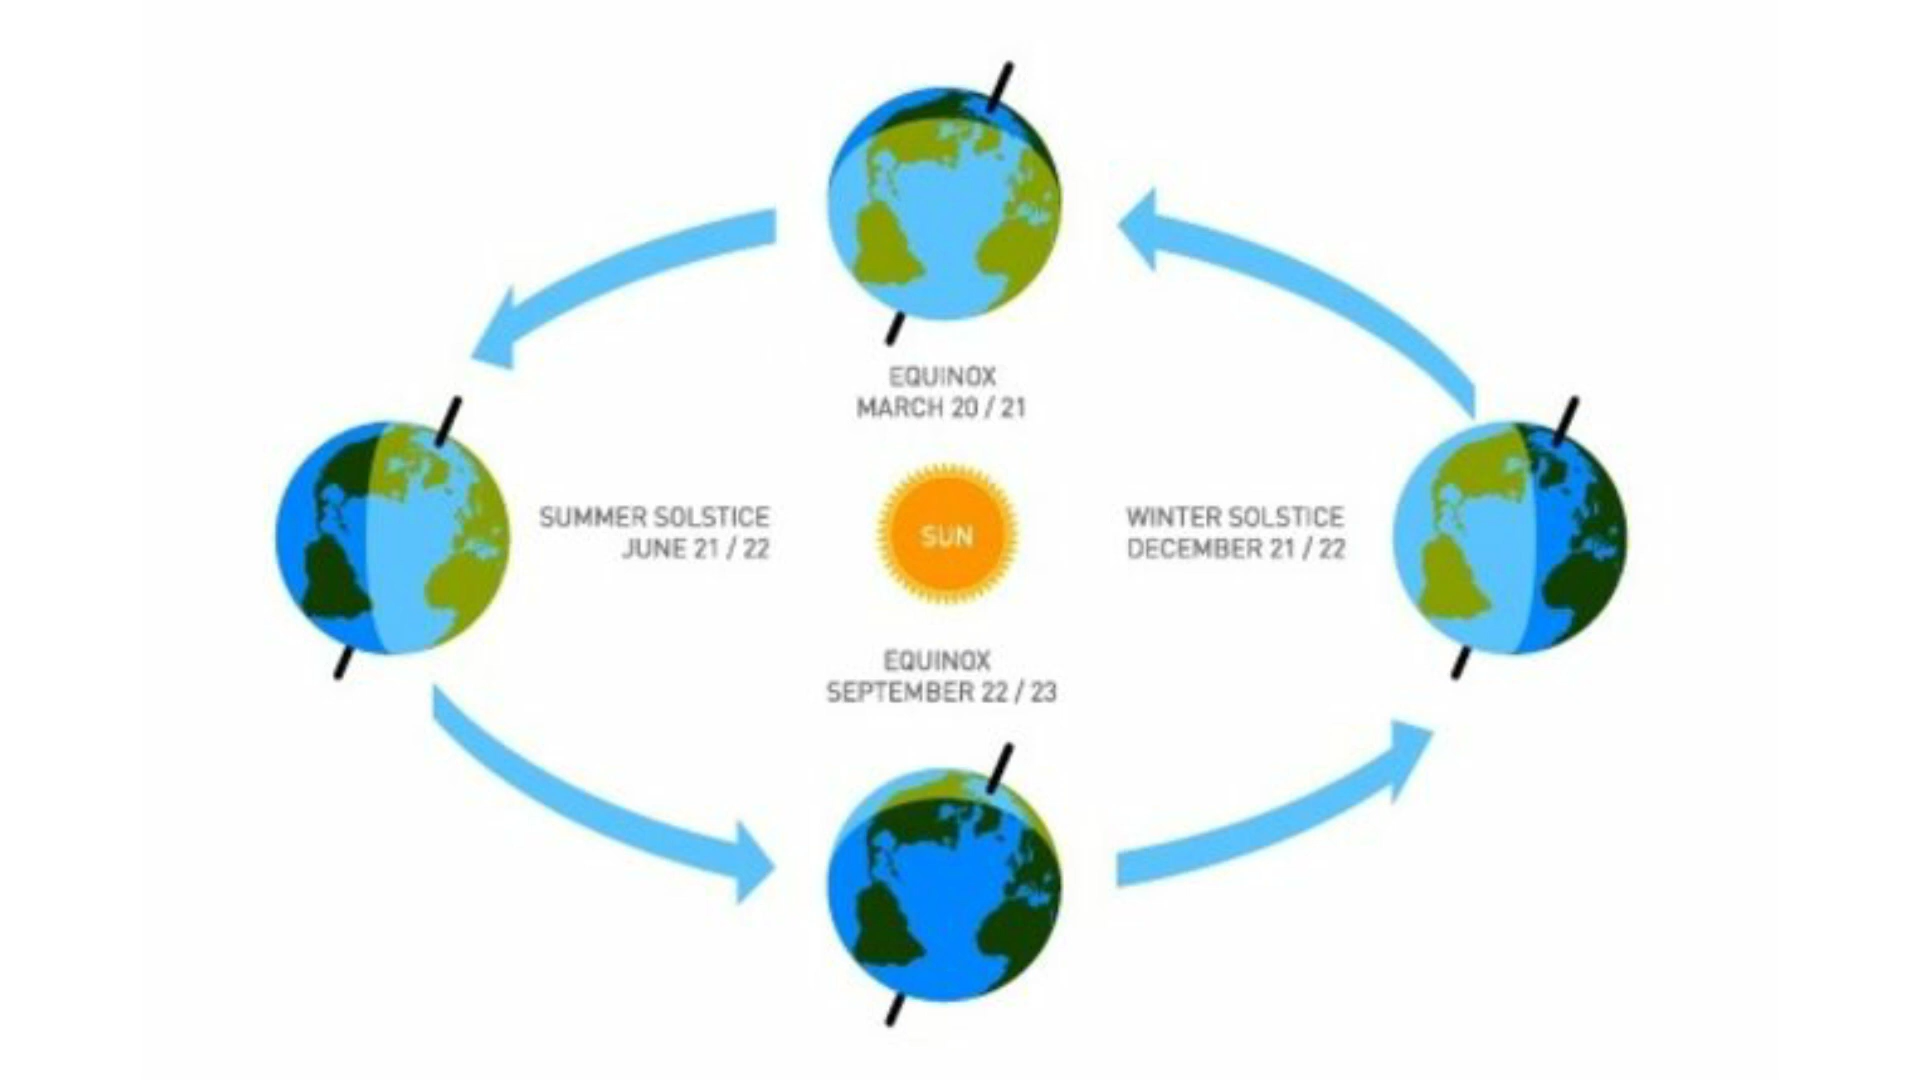 EQUINOX
MARCH 20 / 21
SUMMER SOLSTICE
JUNE 21 / 22
SUN
WINTER SOLSTICE
DECEMBER 21 / 22
EQUINOX
SEPTEMBER 22 / 23